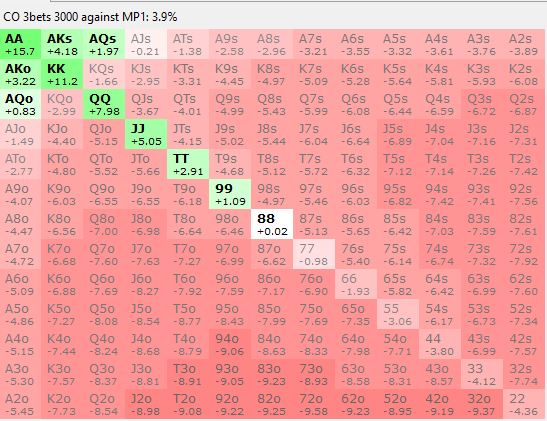 CO 3bets 3000 against MP1: 3.9%
AA AKs AQs AJs ATs A9s A8s A7s A6s A5s A4s A3s A2s
+15.7 +4.18 +1.97 -0.21 -1.38 -2.58 -2.96 -3.21 -3.55 -3.32 -3.61 -3.76 -3.89
AKo KK KQs KJs KTs K9s K8s K7s K6s K5s K4s K3s K2s
+3.22 +11.2 -1.66 -2.95 -3.31 -4.45 -4.97 -5.09 -5.28 -5.64 -5.81 -5.93 -6.08
AQo KQo QQ QJs QTs Q9s Q8s Q7s Q6s Q5s Q4s Q3s Q2s
+0.83 -2.99 +7.98 -3.67 -4.01 -4.99 -5.43 -5.99 -6.08 -6.44 -6.59 -6.72 -6.87
AJo KJo QJo JJ JTs J9s J8s J7s J6s J5s J4s J3s J2s
-1.49 -4.40 -5.15 +5.05 -4.15 -5.02 -5.44 -6.04 -6.64 -6.89 -7.04 -7.16 -7.31
ATo KTo QTo JTo TT T9s T8s T7s T6s T5s T4s T3s T2s
-2.77 -4.80 -5.52 -5.66 +2.91 -4.68 -5.12 -5.72 -6.32 -7.12 -7.14 -7.26 -7.42
A9o K9o Q9o J9o T9o 99 98s 97s 96s 95s 94s 93s 92s
-4.07 -6.03 -6.55 -6.55 -6.18 +1.09 -4.97 -5.46 -6.03 -6.82 -7.42 -7.41 -7.56
A8o K8o Q8o J8o T8o 98o 88 87s 86s 85s 84s 83s 82s
-4.47 -6.56 -7.00 -6.98 -6.64 -6.46 +0.02 -5.13 -5.65 -6.42 -7.03 -7.59 -7.61
A7o K7o Q7o J7o T7o 97o 87o 77 76s 75s 74s 73s 72s
-4.72 -6.68 -7.60 -7.63 -7.27 -6.99 -6.62 -0.98 -5.40 -6.14 -6.74 -7.32 -7.92
A6o K6o Q6o J6o T6o 96o 86o 76o 66 65s 64s 63s 62s
-5.09 -6.88 -7.69 -8.27 -7.92 -7.59 -7.17 -6.90 -1.93 -5.82 -6.42 -6.99 -7.60
A5o K5o Q5o J5o T5o 95o 85o 75o 65o 55 54s 53s 52s
-4.86 -7.27 -8.08 -8.54 -8.77 -8.43 -7.99 -7.69 -7.35 -3.06 -6.17 -6.73 -7.34
A4o K4o Q4o J4o T4o 94o 84o 74o 64o 54o 44 43s 42s
-5.15 -7.44 -8.24 -8.68 -8.79 -9.06 -8.63 -8.33 -7.98 -7.71 -3.80 -6.99 -7.57
A3o K3o Q3o J3o T3o 93o 83o 73o 63o 53o 43o 33 32s
-5.30 -7.57 -8.37 -8.81 -8.91 -9.05 -9.23 -8.93 -8.58 -8.31 -8.57 -4.12 -7.74
A2o K2o Q2o J2o T2o 92o 82o 72o 62o 52o 42o 32o 22
-5.45 -7.73 -8.54 -8.98 -9.08 -9.22 -9.25 -9.58 -9.23 -8.95 -9.19 -9.37 -4.36